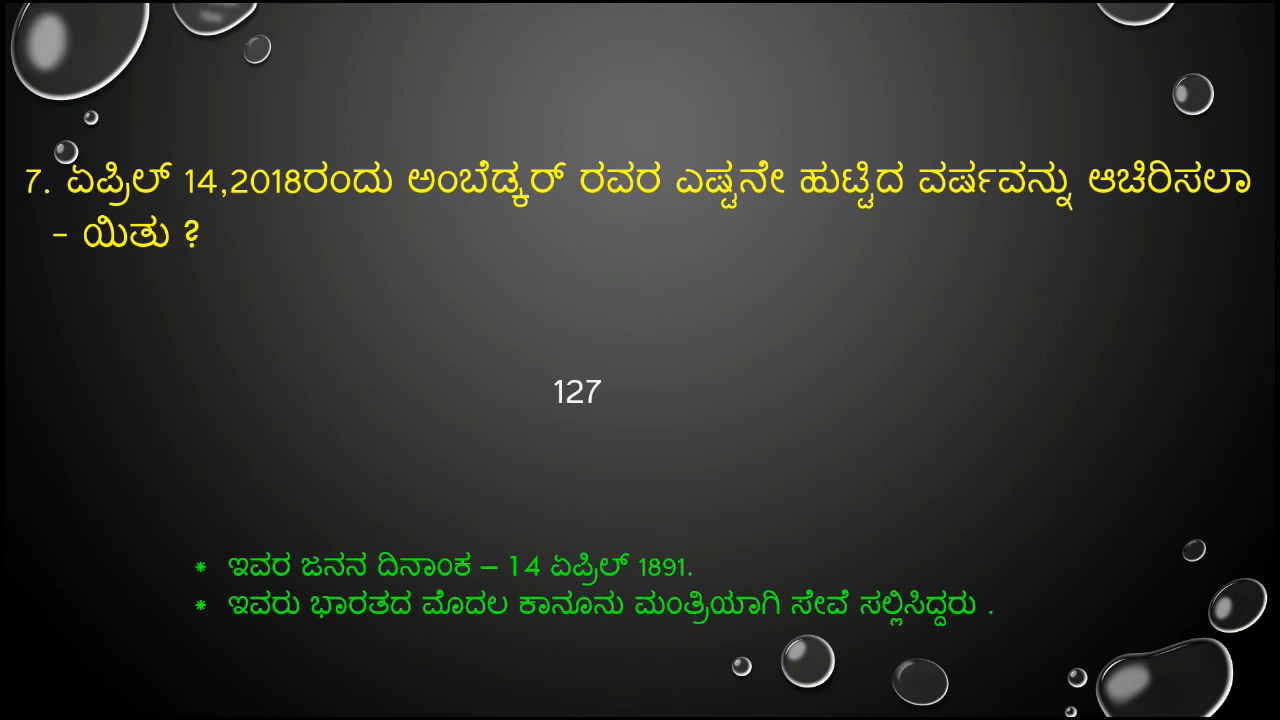 7. ಏಪ್ರಿಲ್ 14,2018ರಂದು ಅಂಬೆಡ್ಕರ್ ರವರ ಎಷ್ಟನೇ ಹುಟ್ಟಿದ ವರ್ಷವನ್ನು ಆಚಿರಿಸಲಾ
- ಯಿತು ?
127
* ಇವರ ಜನನ ದಿನಾಂಕ – 14 ಏಪ್ರಿಲ್ 1891.
* ಇವರು ಭಾರತದ ಮೊದಲ ಕಾನೂನು ಮಂತ್ರಿಯಾಗಿ ಸೇವೆ ಸಲ್ಲಿಸಿದ್ದರು .